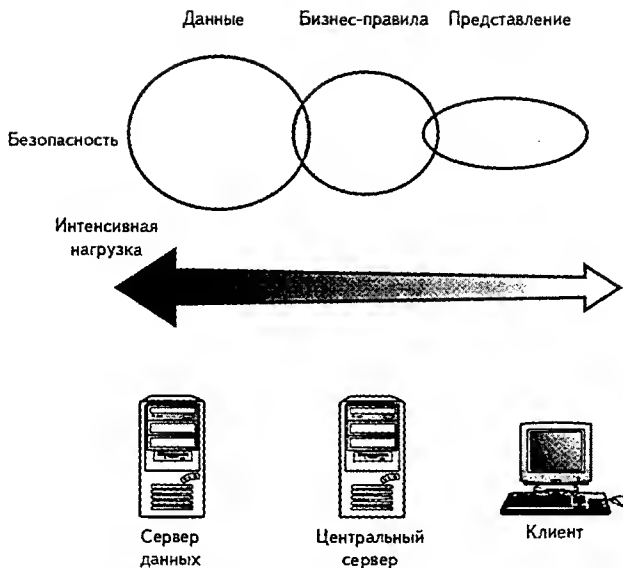 Данные Бизнес-правила Представление
Безопасность
Интенсивная
нагрузка
Сервер
данных
Центральный
сервер
Клиент